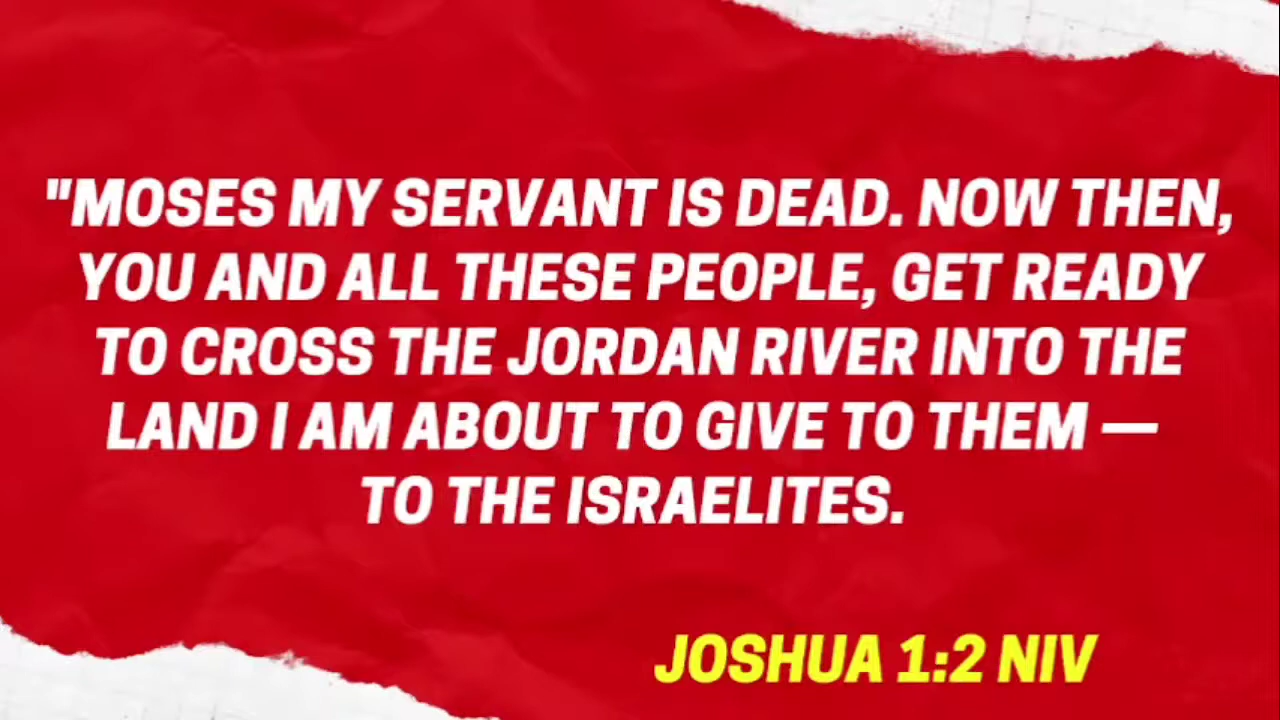 "MOSES MY SERVANT IS DEAD. NOW THEN,
YOU AND ALL THESE PEOPLE, GET READY
TO CROSS THE JORDAN RIVER INTO THE
LAND I AM ABOUT TO GIVE TO THEM —
TO THE ISRAELITES.
JOSHUA 1:2 NIV